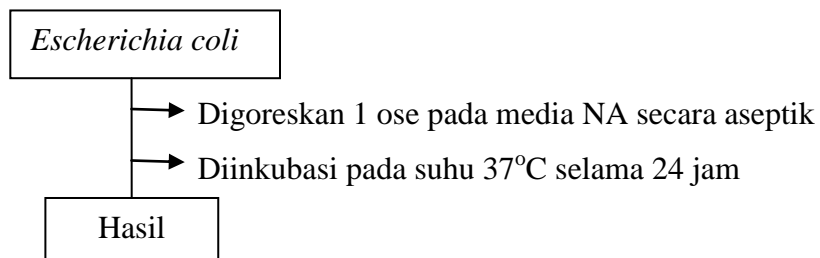 Escherichia coli
Digoreskan 1 ose pada media NA secara aseptik
Diinkubasi pada suhu 37°C selama 24 jam
Hasil